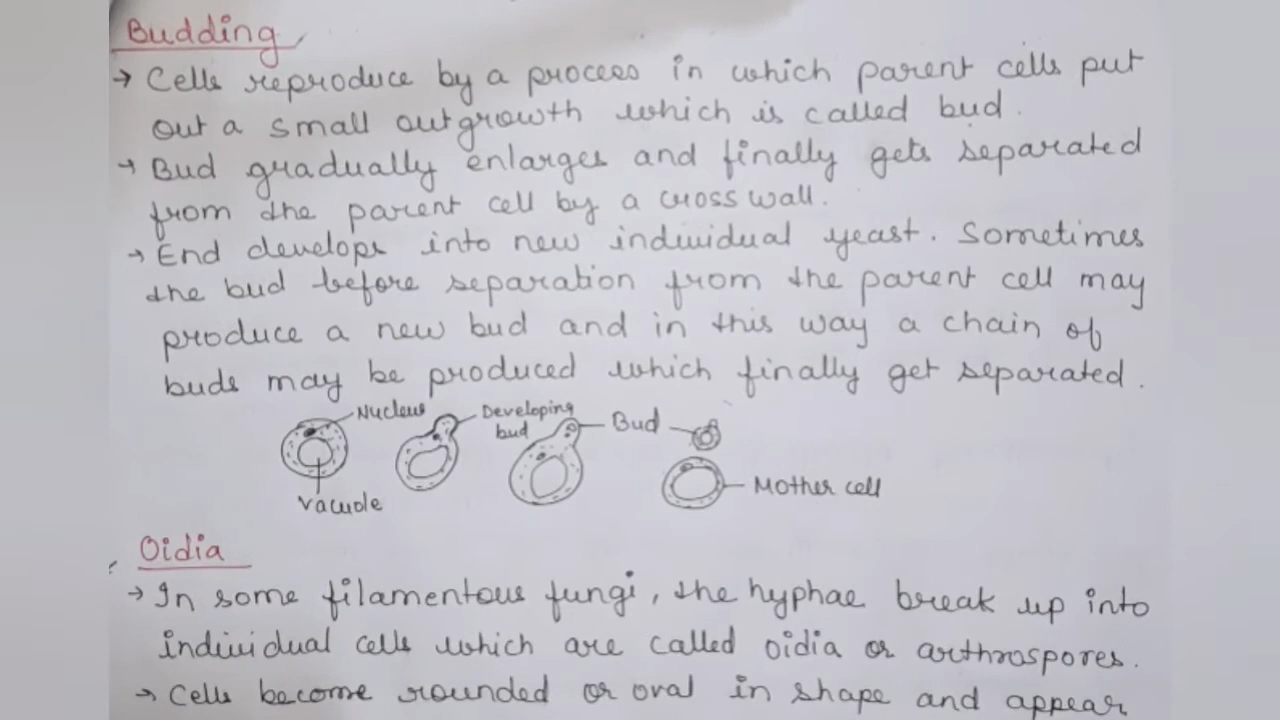 Budding
→ Cells reproduce by a process in which parent cells put
out a small outgrowth which is called bud.
→ Bud gradually enlarges and finally gets separated
from the parent cell by a cross wall.
→ End develops into new individual yeast. Sometimes
the bud before separation from the parent cell may
produce a new bud and in this way a chain of
buds may be produced which finally get separated.
Nucleus
Developing
bud
Bud
Vacuole
Mother cell
Oidia
→ In some filamentous fungi, the hyphae break up into
individual cells which are called oidia or arthrospores.
→ Cells become rounded or oval in shape and appear